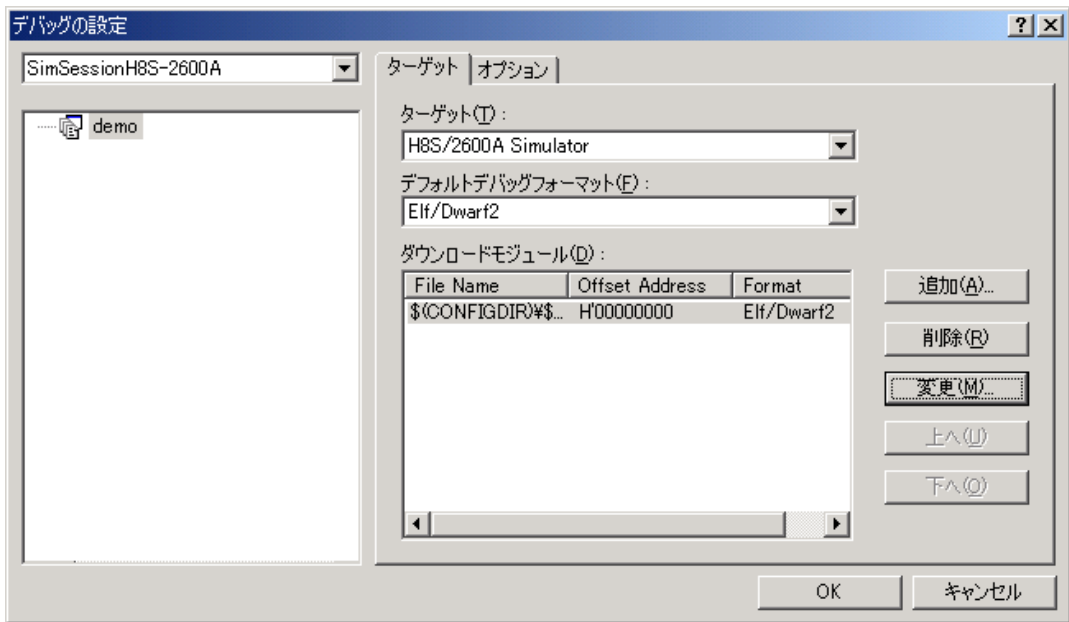 デバッグの設定
SimSessionH8S-2600A
demo
ターゲット オプション
ターゲット(T) :
H8S/2600A Simulator
デフォルトデバッグフォーマット(F) :
Elf/Dwarf2
ダウンロードモジュール(D) :
File Name Offset Address Format
$(CONFIGDIR)¥$... H'00000000 Elf/Dwarf2
追加(A)...
削除(R)
変更(M)...
上へ(U)
下へ(O)
OK キャンセル